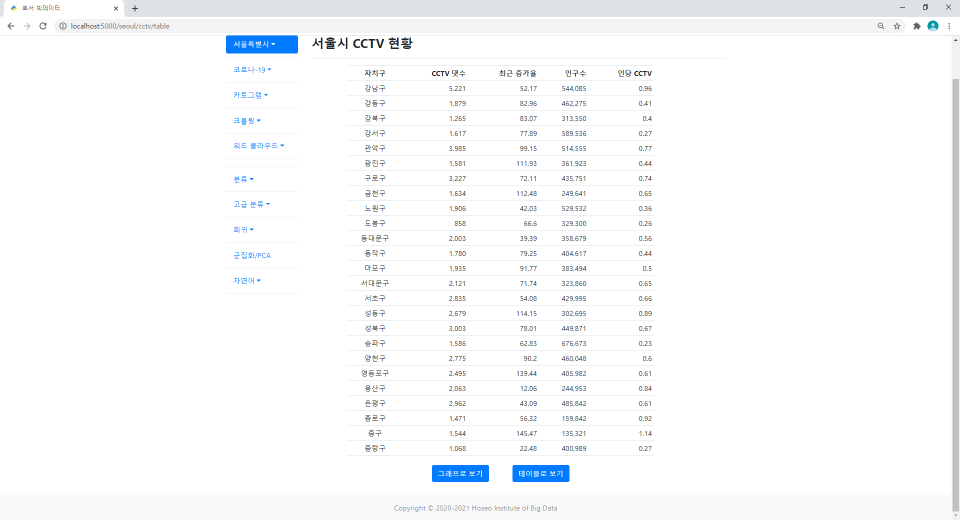 호서 빅데이터
localhost:5000/seoul/cctv/table
서울특별시
코로나-19
카토그램
크롤링
워드 클라우드
분류
고급 분류
회귀
군집화/PCA
자연어
서울시 CCTV 현황
자치구 CCTV 댓수 최근 증가율 인구수 인당 CCTV
강남구 5,221 52.17 544,085 0.96
강동구 1,879 82.96 462,275 0.41
강북구 1,265 83.07 313,550 0.4
강서구 1,617 77.89 589,536 0.27
관악구 3,985 99.15 514,555 0.77
광진구 1,581 111.93 361,923 0.44
구로구 3,227 72.11 435,751 0.74
금천구 1,634 112.48 249,641 0.65
노원구 1,906 42.03 529,532 0.36
도봉구 858 66.6 329,300 0.26
동대문구 2,003 39.39 358,679 0.56
동작구 1,780 79.25 404,617 0.44
마포구 1,935 91.77 383,494 0.5
서대문구 2,121 71.74 323,860 0.65
서초구 2,835 54.08 429,995 0.66
성동구 2,679 114.15 302,695 0.89
성북구 3,003 78.01 449,871 0.67
송파구 1,586 62.83 676,673 0.23
양천구 2,775 90.2 460,048 0.6
영등포구 2,495 139.44 405,982 0.61
용산구 2,063 12.06 244,953 0.84
은평구 2,962 43.09 485,842 0.61
종로구 1,471 56.32 159,842 0.92
중구 1,544 145.47 135,321 1.14
중랑구 1,068 22.48 400,989 0.27
그래프로 보기 테이블로 보기
Copyright © 2020-2021 Hoseo Institute of Big Data